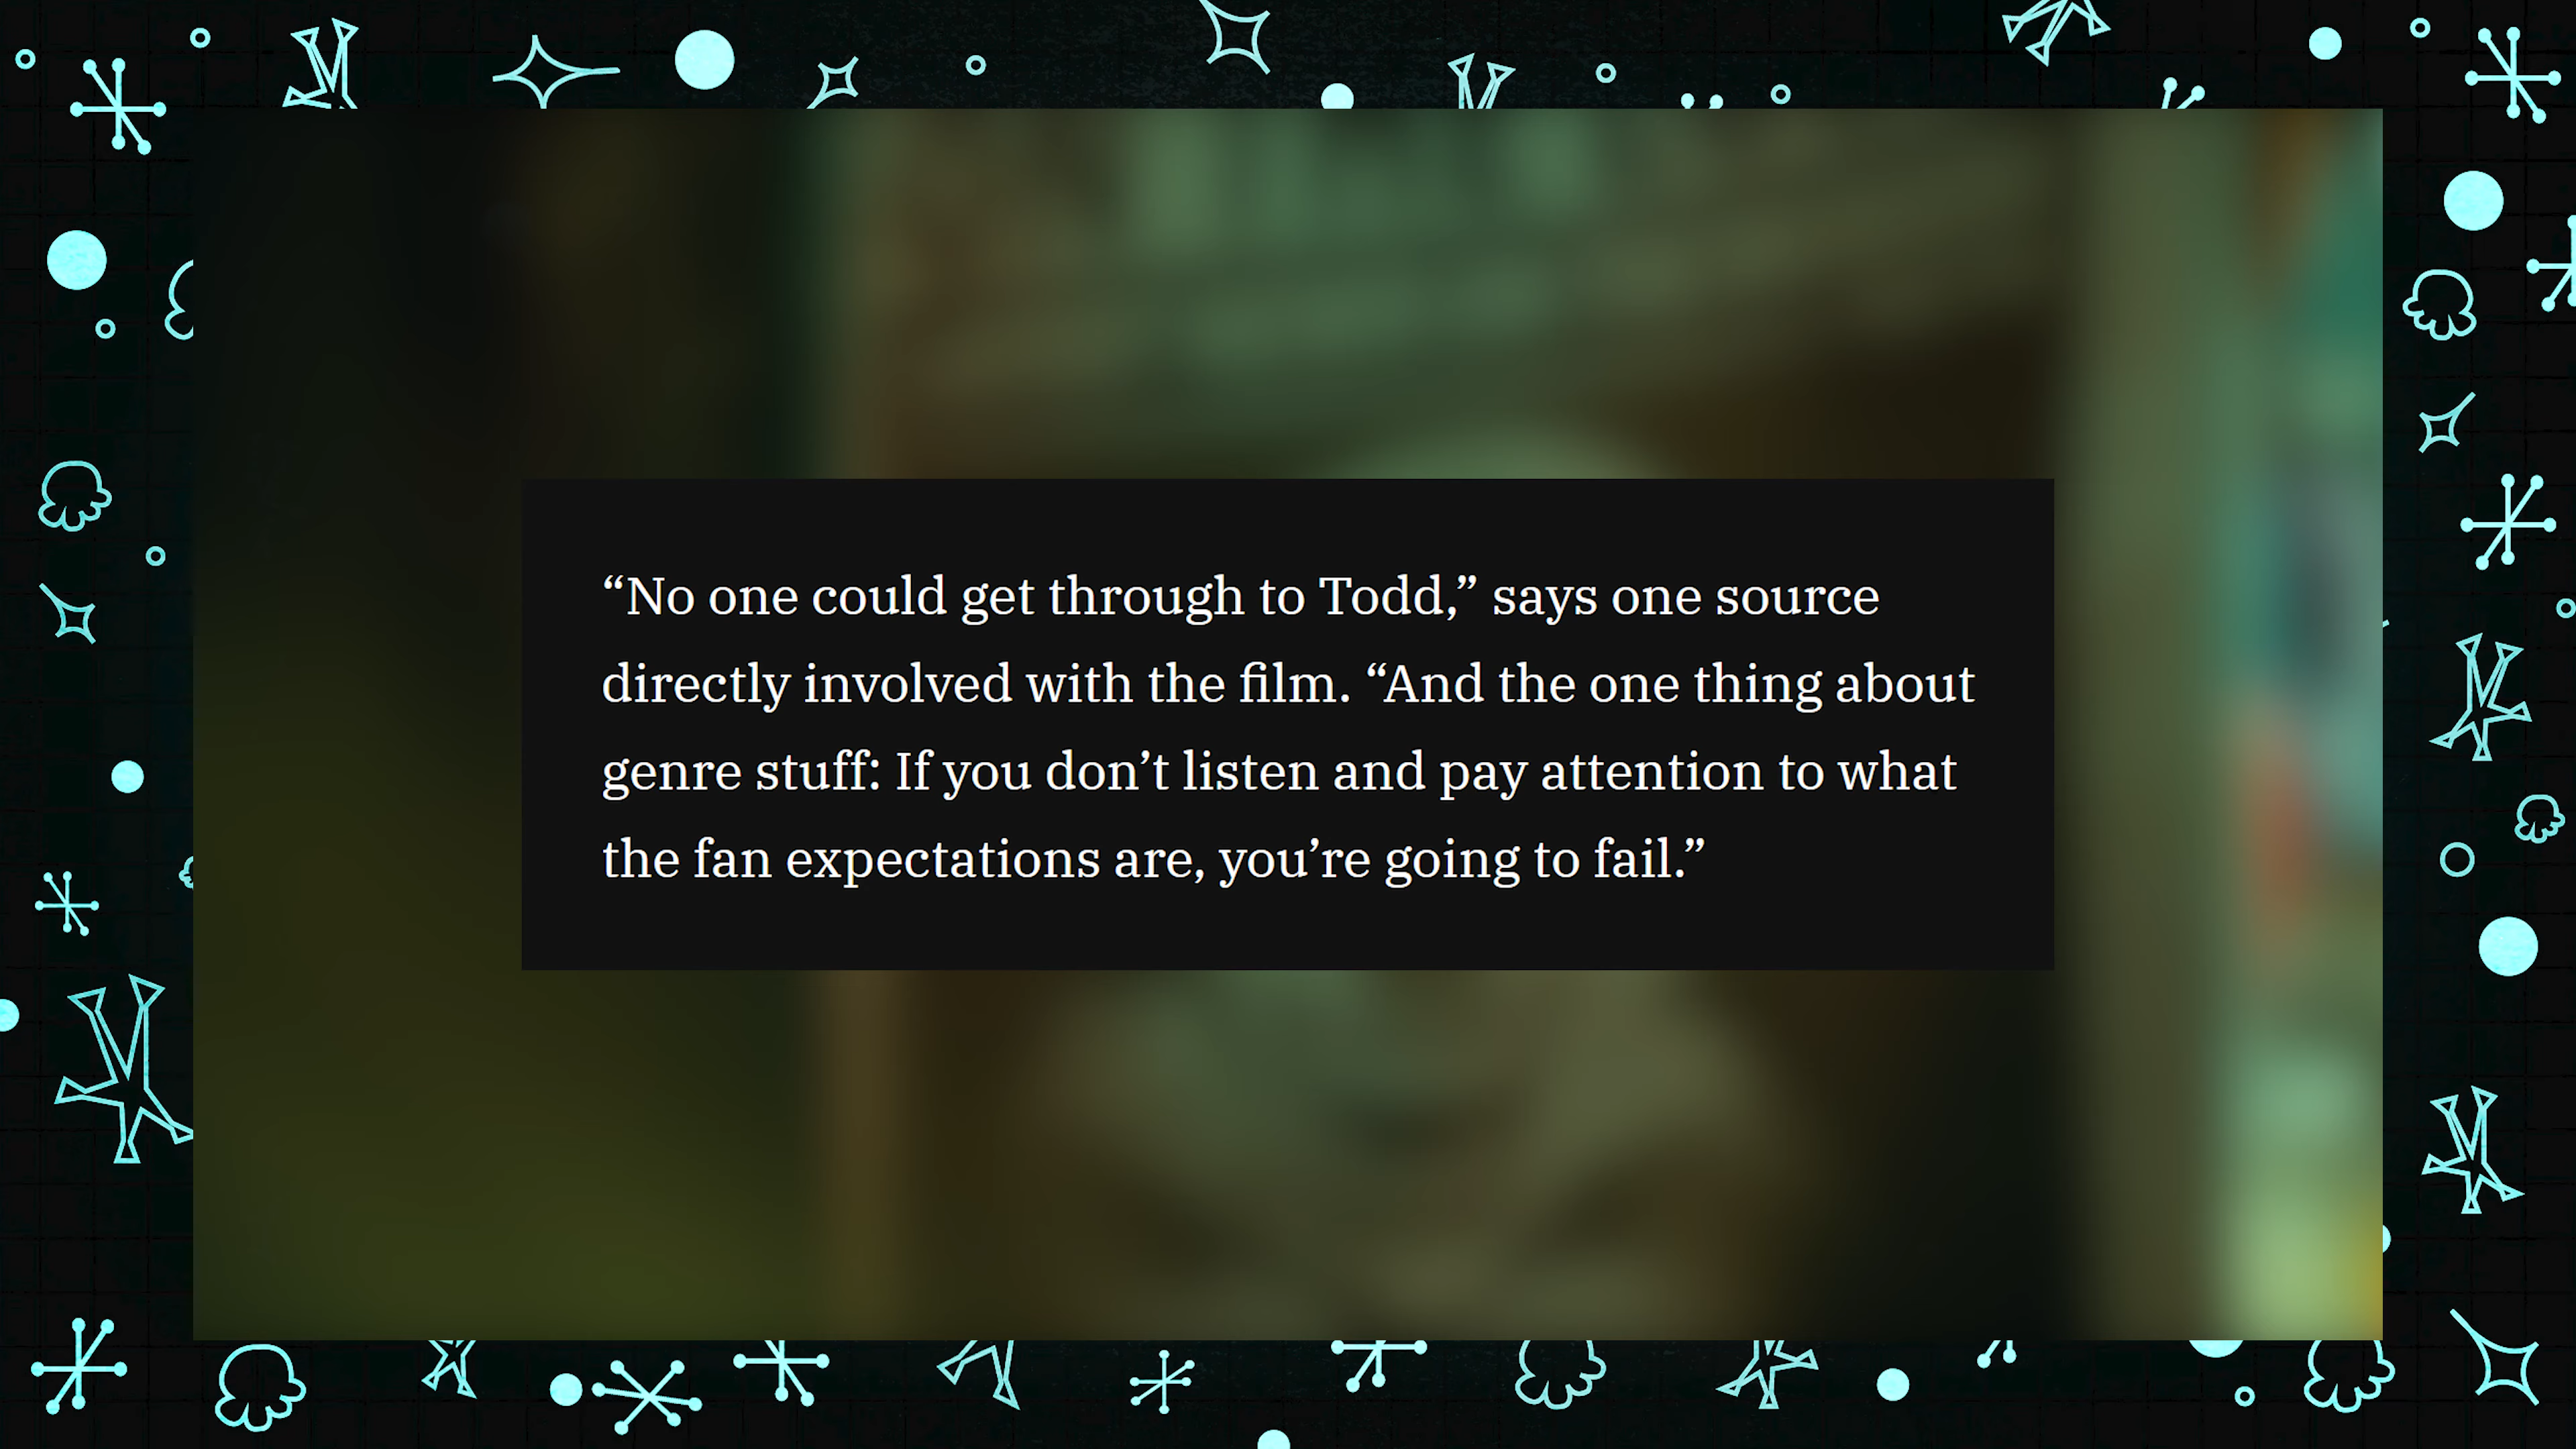 “No one could get through to Todd,” says one source
directly involved with the film. “And the one thing about
genre stuff: If you don’t listen and pay attention to what
the fan expectations are, you’re going to fail.”